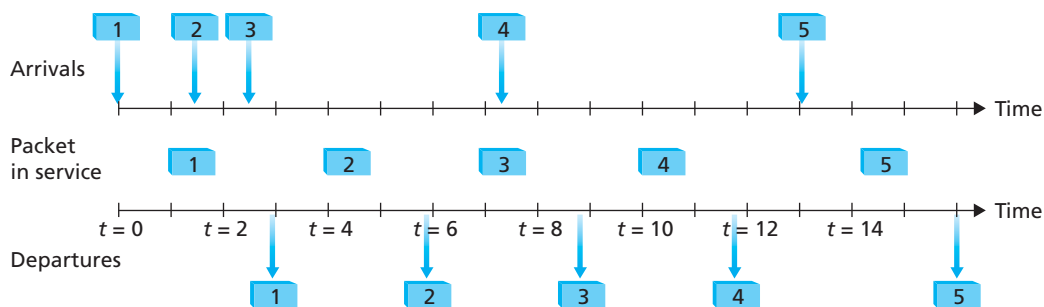 1 2 3 4 5
Arrivals
Time
Packet
in service
1 2 3 4 5
Time
t = 0 t = 2 t = 4 t = 6 t = 8 t = 10 t = 12 t = 14
Departures
1 2 3 4 5